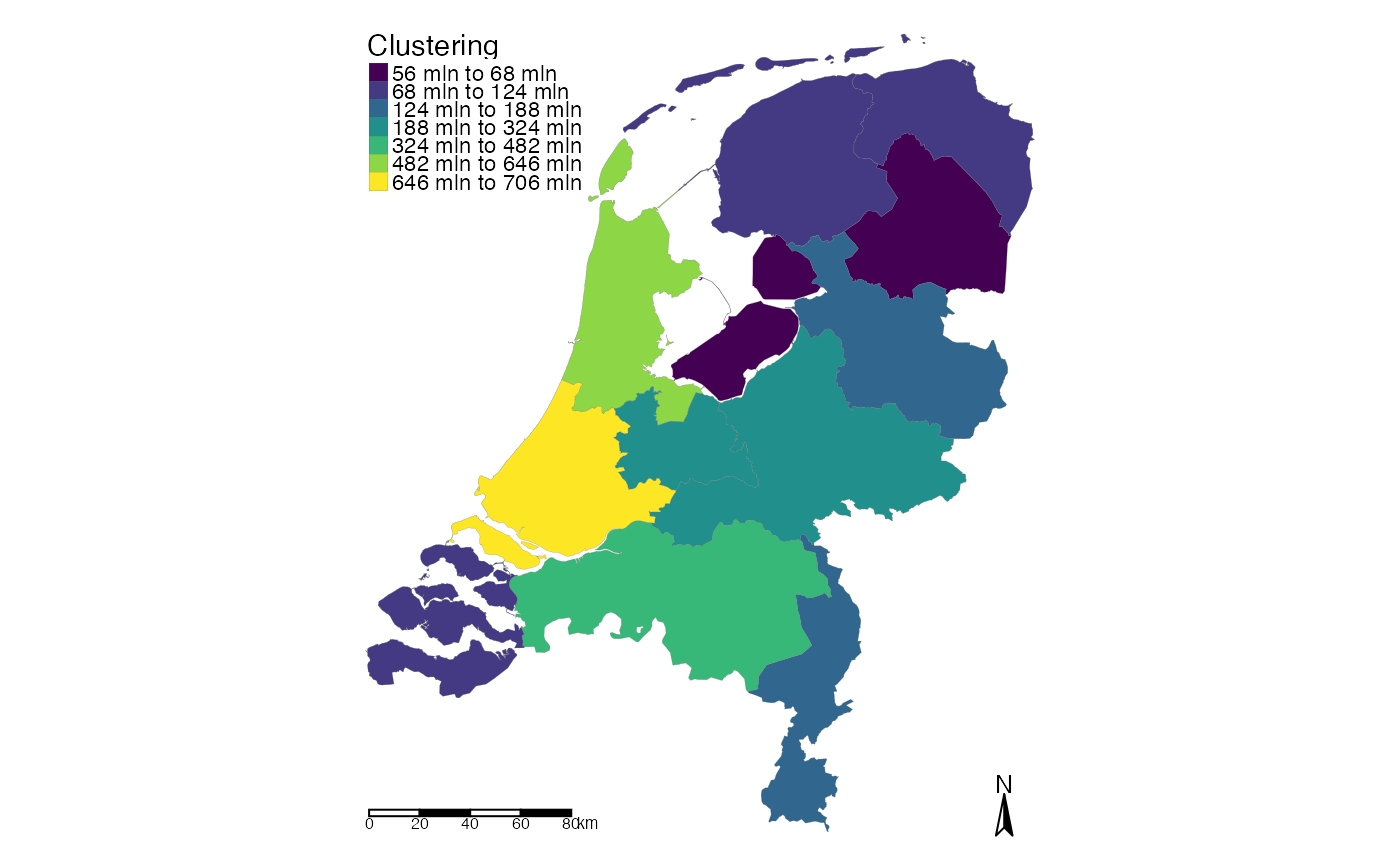 Clustering
56 mln to 68 mln
68 mln to 124 mln
124 mln to 188 mln
188 mln to 324 mln
324 mln to 482 mln
482 mln to 646 mln
646 mln to 706 mln
N
0 20 40 60 80km